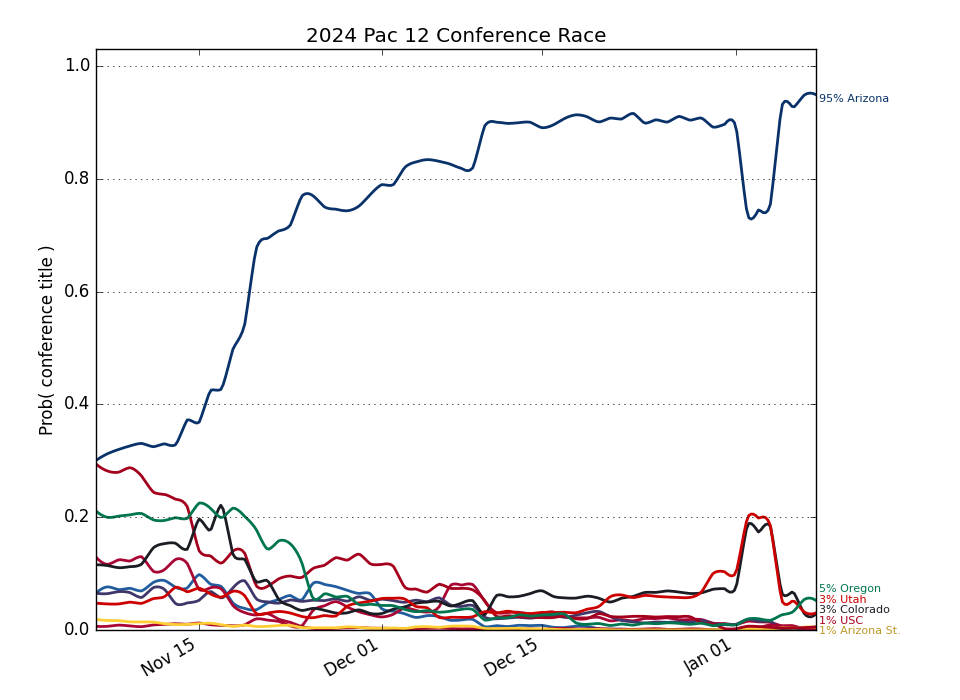 2024 Pac 12 Conference Race
Prob( conference title )
1.0
0.8
0.6
0.4
0.2
0.0
Nov 15
Dec 01
Dec 15
Jan 01
95% Arizona
5% Oregon
3% Utah
3% Colorado
1% USC
1% Arizona St.